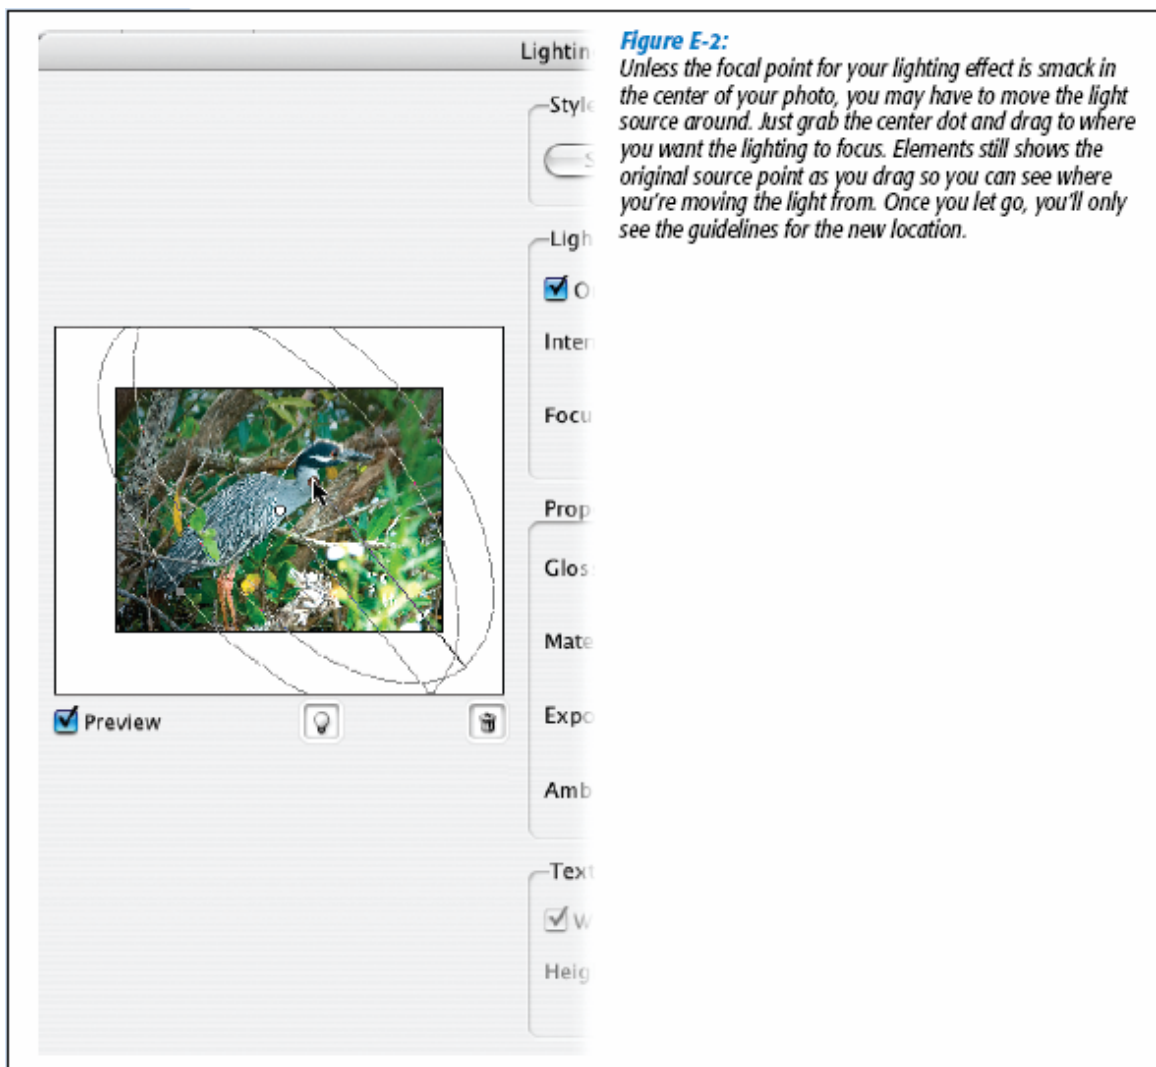 Lightin
Style
Ligh
Inter
Focu
Prop
Glos
Mate
Expo
Amb
Text
W
Heig
Preview
Figure E-2:
Unless the focal point for your lighting effect is smack in
the center of your photo, you may have to move the light
source around. Just grab the center dot and drag to where
you want the lighting to focus. Elements still shows the
original source point as you drag so you can see where
you're moving the light from. Once you let go, you'll only
see the guidelines for the new location.